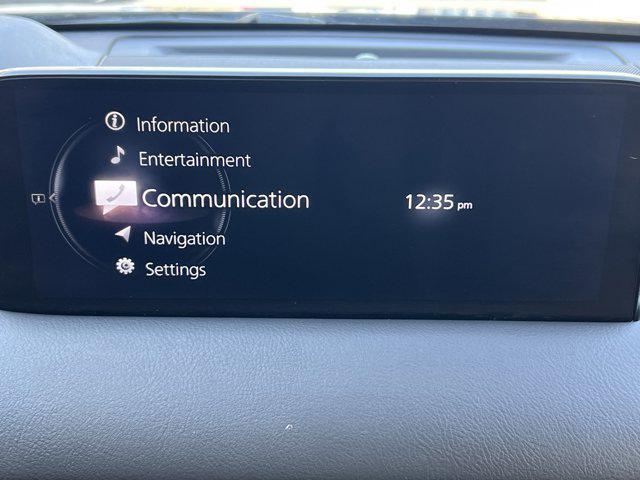 Information
Entertainment
Communication
12:35 pm
Navigation
Settings